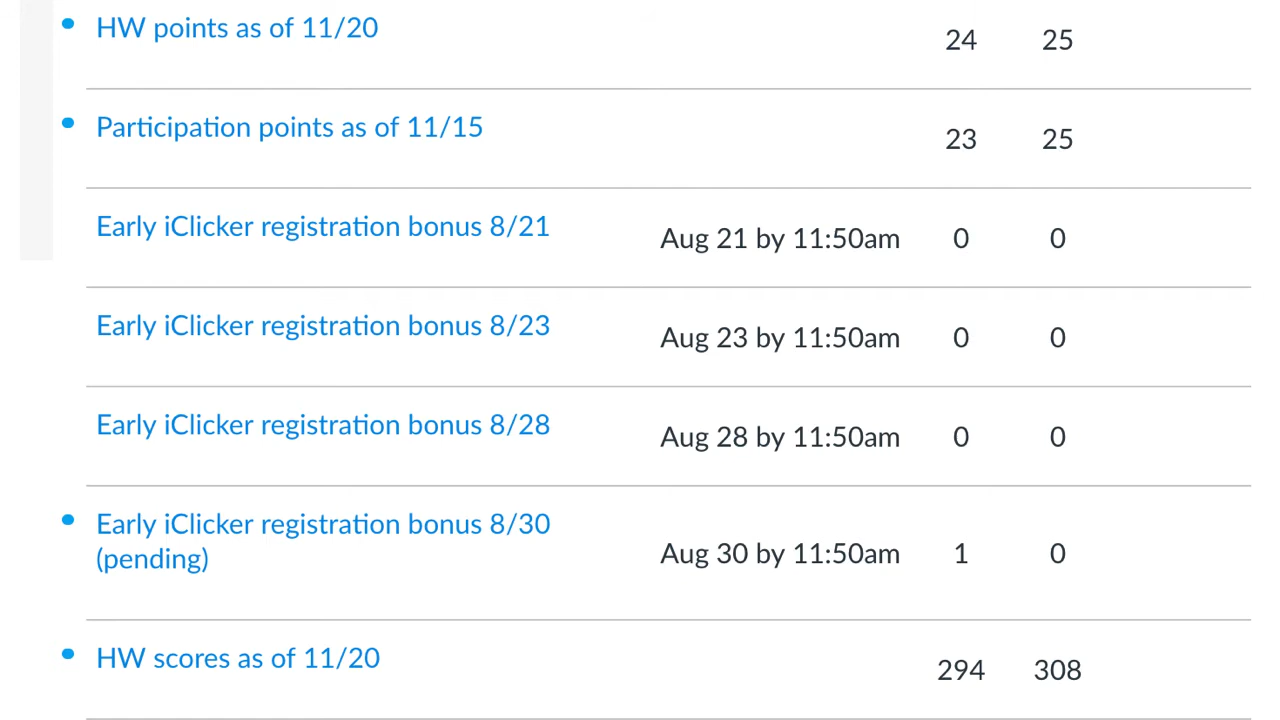 HW points as of 11/20 24 25
Participation points as of 11/15 23 25
Early iClicker registration bonus 8/21 Aug 21 by 11:50am 0 0
Early iClicker registration bonus 8/23 Aug 23 by 11:50am 0 0
Early iClicker registration bonus 8/28 Aug 28 by 11:50am 0 0
Early iClicker registration bonus 8/30
(pending) Aug 30 by 11:50am 1 0
HW scores as of 11/20 294 308